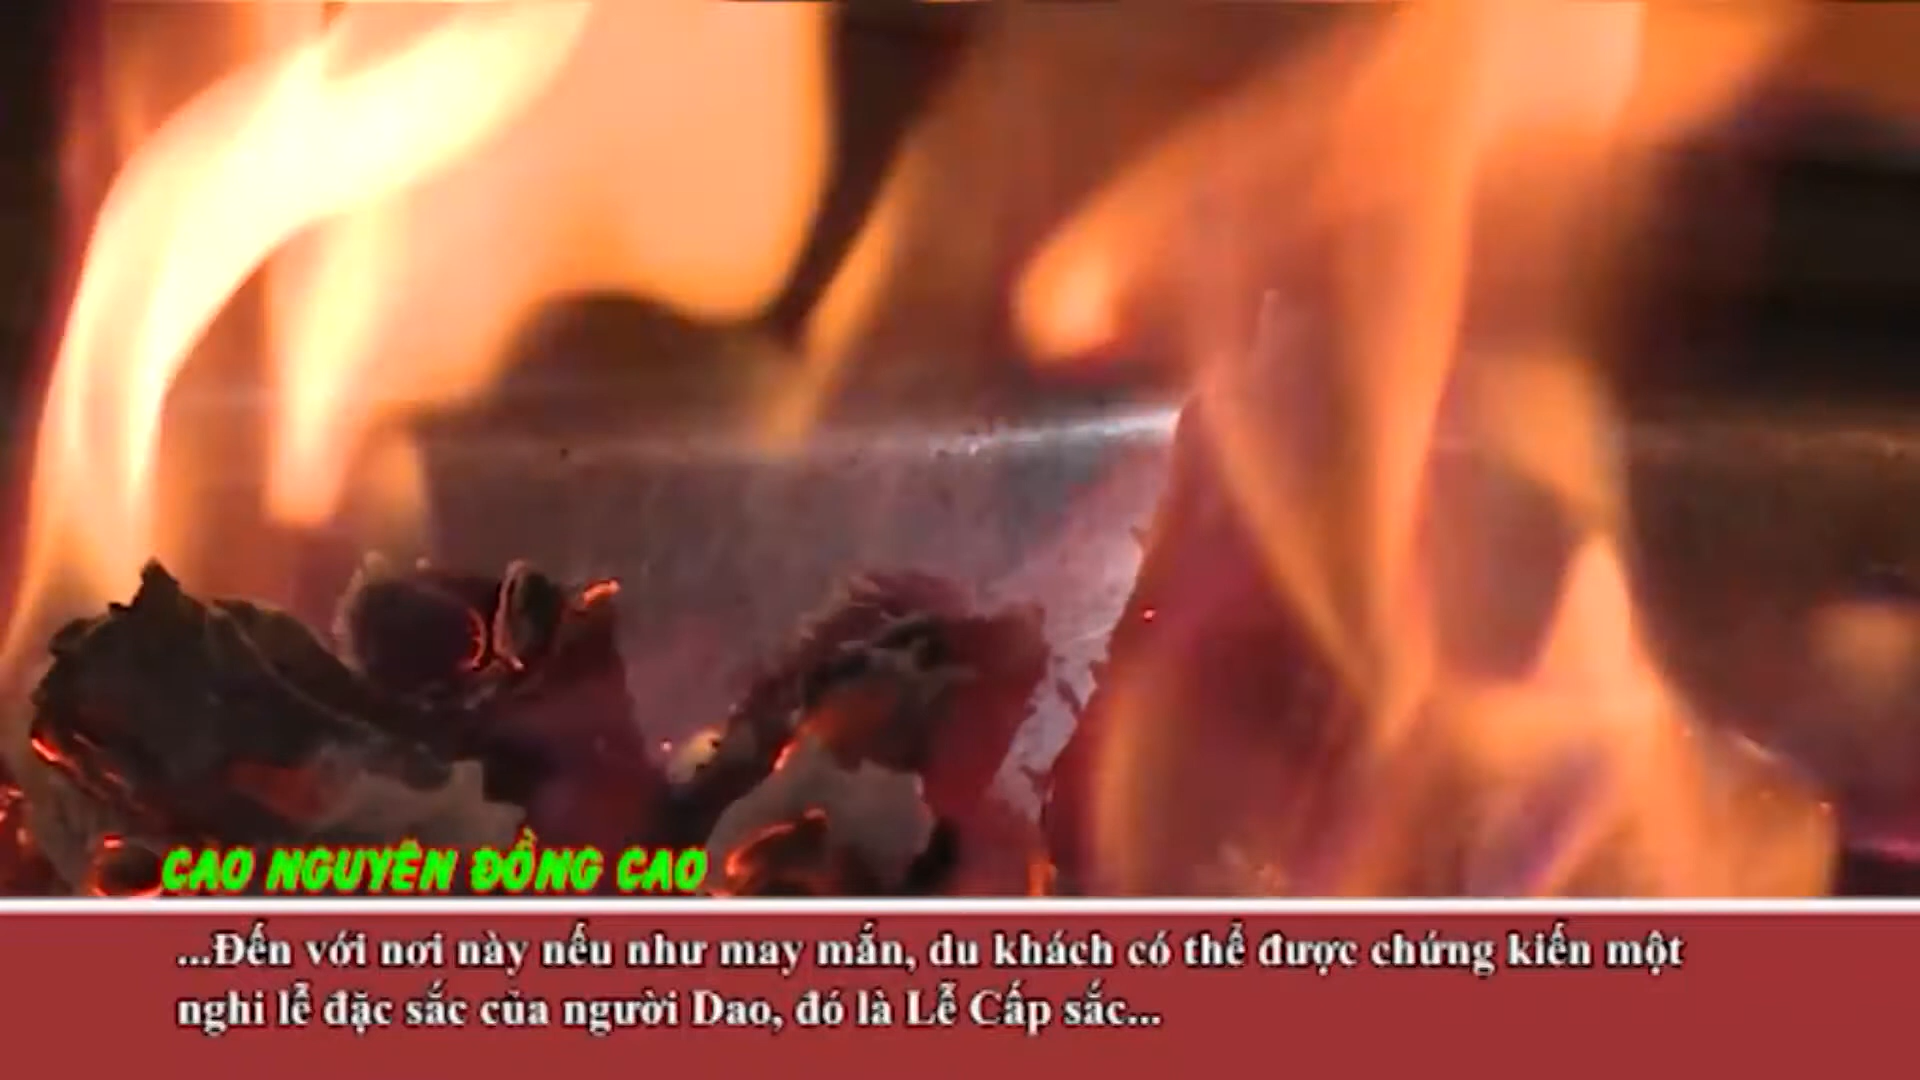 CAO NGUYÊN ĐỒNG CAO
...Đến với nơi này nếu như may mắn, du khách có thể được chứng kiến một
nghi lễ đặc sắc của người Dao, đó là Lễ Cấp sắc...